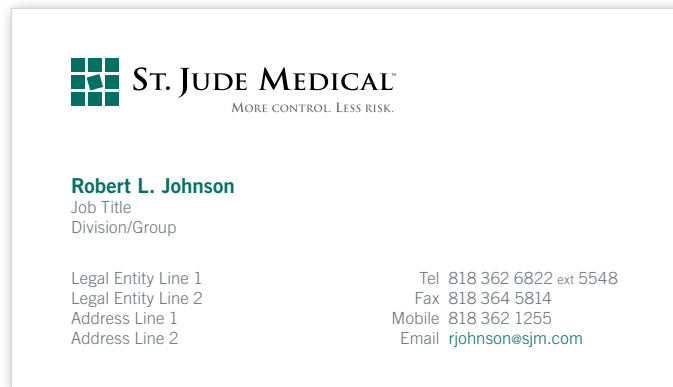 St. Jude Medical™
More control. Less risk.
Robert L. Johnson
Job Title
Division/Group
Legal Entity Line 1
Legal Entity Line 2
Address Line 1
Address Line 2
Tel 818 362 6822 ext 5548
Fax 818 364 5814
Mobile 818 362 1255
Email rjohnson@sjm.com